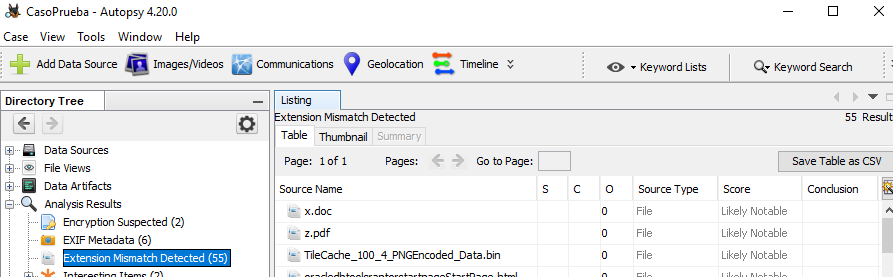 CasoPrueba - Autopsy 4.20.0
Case View Tools Window Help
Add Data Source Images/Videos Communications Geolocation Timeline Keyword Lists Keyword Search
Directory Tree
Data Sources
File Views
Data Artifacts
Analysis Results
Encryption Suspected (2)
EXIF Metadata (6)
Extension Mismatch Detected (55)
Interesting Items (2)
Listing
Extension Mismatch Detected 55 Result
Table Thumbnail Summary
Page: 1 of 1 Pages: Go to Page: Save Table as CSV
Source Name S C O Source Type Score Conclusion
x.doc 0 File Likely Notable
z.pdf 0 File Likely Notable
TileCache_100_4_PNGEncoded_Data.bin 0 File Likely Notable
0 File Likely Notable